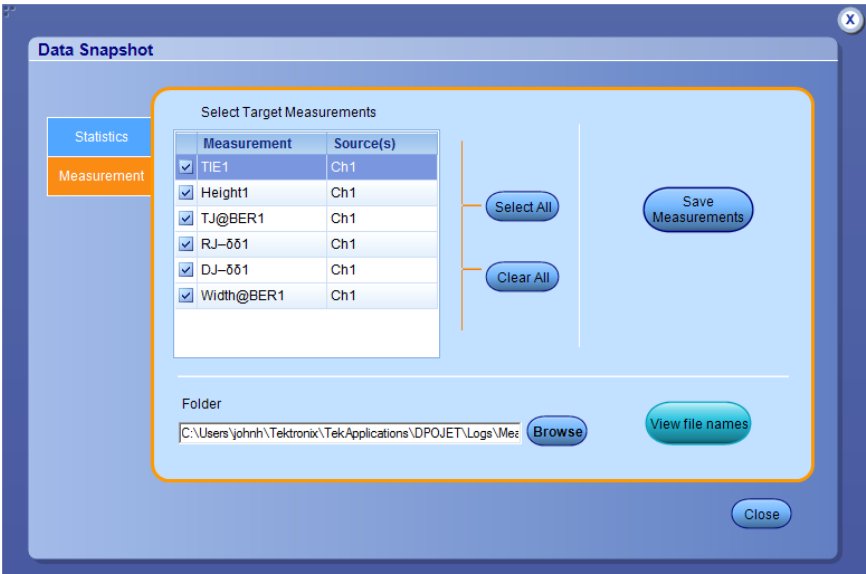 X
Data Snapshot
Statistics
Measurement
Select Target Measurements
Measurement Source(s)
TIE1 Ch1
Height1 Ch1
TJ@BER1 Ch1
RJ–δδ1 Ch1
DJ–δδ1 Ch1
Width@BER1 Ch1
Select All
Clear All
Save
Measurements
Folder
C:\Users\johnh\Tektronix\TekApplications\DPOJET\Logs\Mea
Browse
View file names
Close